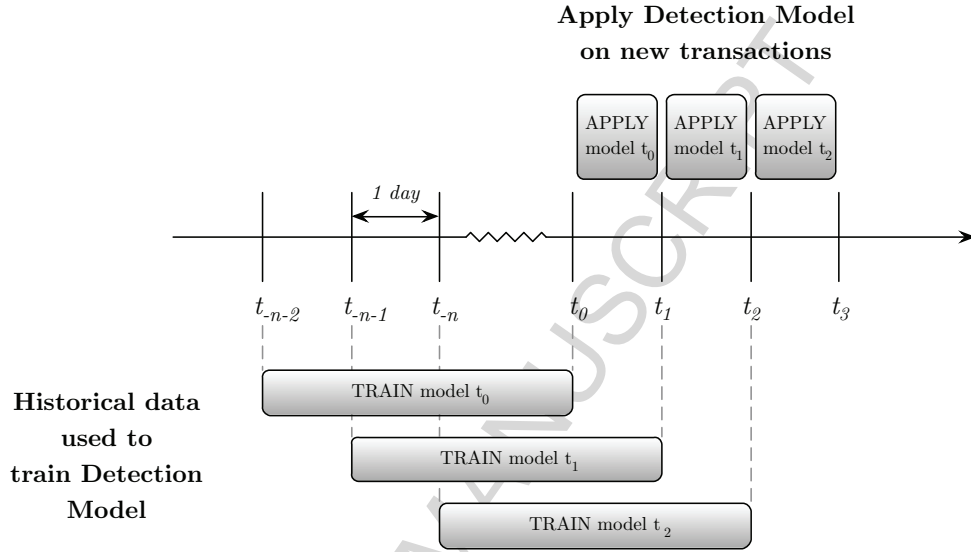 Apply Detection Model
on new transactions
APPLY
model t0
APPLY
model t1
APPLY
model t2
1 day
t-n-2
t-n-1
t-n
t0
t1
t2
t3
TRAIN model t0
Historical data
used to
train Detection
Model
TRAIN model t1
TRAIN model t2
MANUSCRIPT